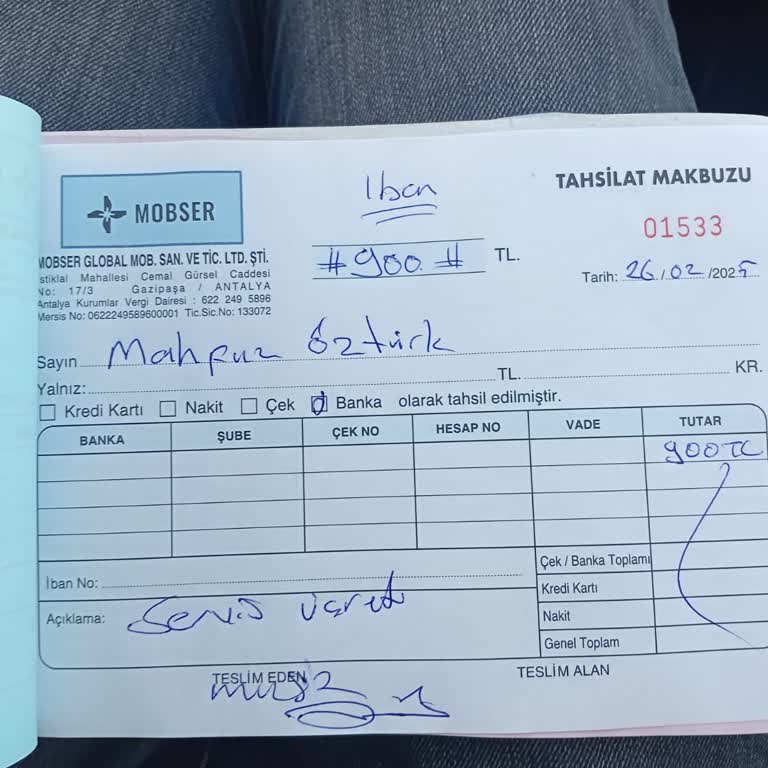 MOBSER
Iban
TAHSİLAT MAKBUZU
01533
MOBSER GLOBAL MOB. SAN. VE TİC. LTD. ŞTİ.
İstiklal Mahallesi Cemal Gürsel Caddesi
No: 17/3 Gazipaşa / ANTALYA
Antalya Kurumlar Vergi Dairesi : 622 249 5896
Mersis No: 0622249589600001 Tic.Sic.No: 133072
#900.# TL.
Tarih: 26/02/2025
Sayın Mahpuz Öztürk
Yalnız: TL. KR.
Kredi Kartı Nakit Çek Banka olarak tahsil edilmiştir.
BANKA ŞUBE ÇEK NO HESAP NO VADE TUTAR
900 TL
Çek / Banka Toplamı
İban No:
Kredi Kartı
Açıklama: Servis ücreti
Nakit
Genel Toplam
TESLİM EDEN TESLİM ALAN